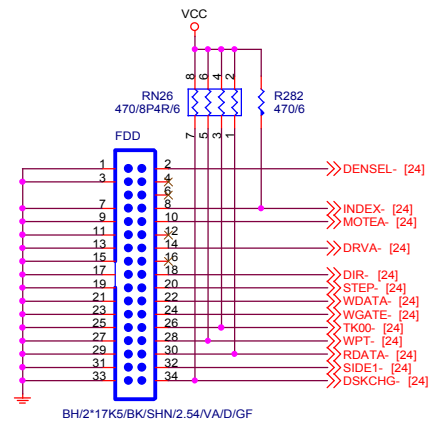 VCC
8 6 4 2
RN26
470/8P4R/6
R282
470/6
7 5 3 1
FDD
1 2 DENSEL- [24]
3 4
6
7 8 INDEX- [24]
9 10 MOTEA- [24]
11 12
13 14 DRVA- [24]
15 16
17 18 DIR- [24]
19 20 STEP- [24]
21 22 WDATA- [24]
23 24 WGATE- [24]
25 26 TK00- [24]
27 28 WPT- [24]
29 30 RDATA- [24]
31 32 SIDE1- [24]
33 34 DSKCHG- [24]
BH/2*17K5/BK/SHN/2.54/VA/D/GF